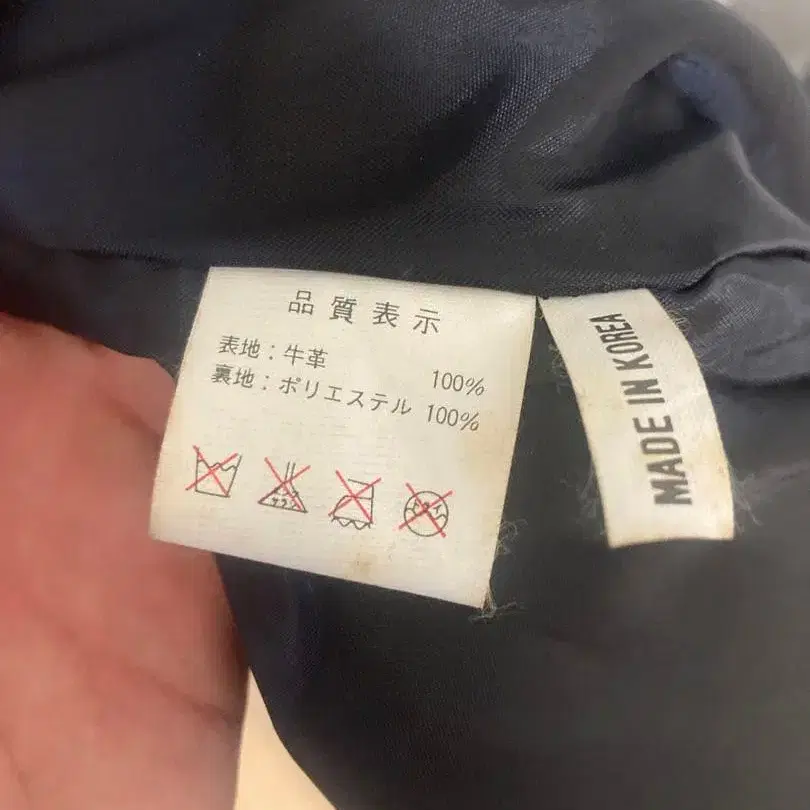 品質表示
表地：牛革 100%
裏地：ポリエステル 100%
MADE IN KOREA